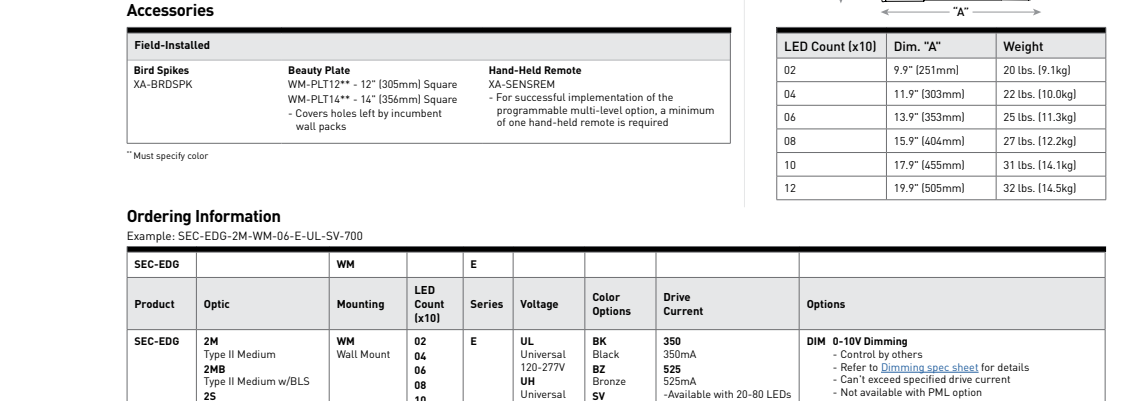 Accessories
Field-Installed
Bird Spikes
XA-BRDSPK
Beauty Plate
WM-PLT12** - 12" (305mm) Square
WM-PLT14** - 14" (356mm) Square
- Covers holes left by incumbent
wall packs
Hand-Held Remote
XA-SENSREM
- For successful implementation of the
programmable multi-level option, a minimum
of one hand-held remote is required
** Must specify color
"A"
LED Count (x10) Dim. "A" Weight
02 9.9" (251mm) 20 lbs. (9.1kg)
04 11.9" (303mm) 22 lbs. (10.0kg)
06 13.9" (353mm) 25 lbs. (11.3kg)
08 15.9" (404mm) 27 lbs. (12.2kg)
10 17.9" (455mm) 31 lbs. (14.1kg)
12 19.9" (505mm) 32 lbs. (14.5kg)
Ordering Information
Example: SEC-EDG-2M-WM-06-E-UL-SV-700
SEC-EDG WM E
Product
Optic
Mounting
LED
Count
(x10)
Series
Voltage
Color
Options
Drive
Current
Options
SEC-EDG
2M
Type II Medium
2MB
Type II Medium w/BLS
2S
WM
Wall Mount
02
04
06
08
10
E
UL
Universal
120-277V
UH
Universal
BK
Black
BZ
Bronze
SV
350
350mA
525
525mA
-Available with 20-80 LEDs
DIM 0-10V Dimming
- Control by others
- Refer to Dimming spec sheet for details
- Can't exceed specified drive current
- Not available with PML option